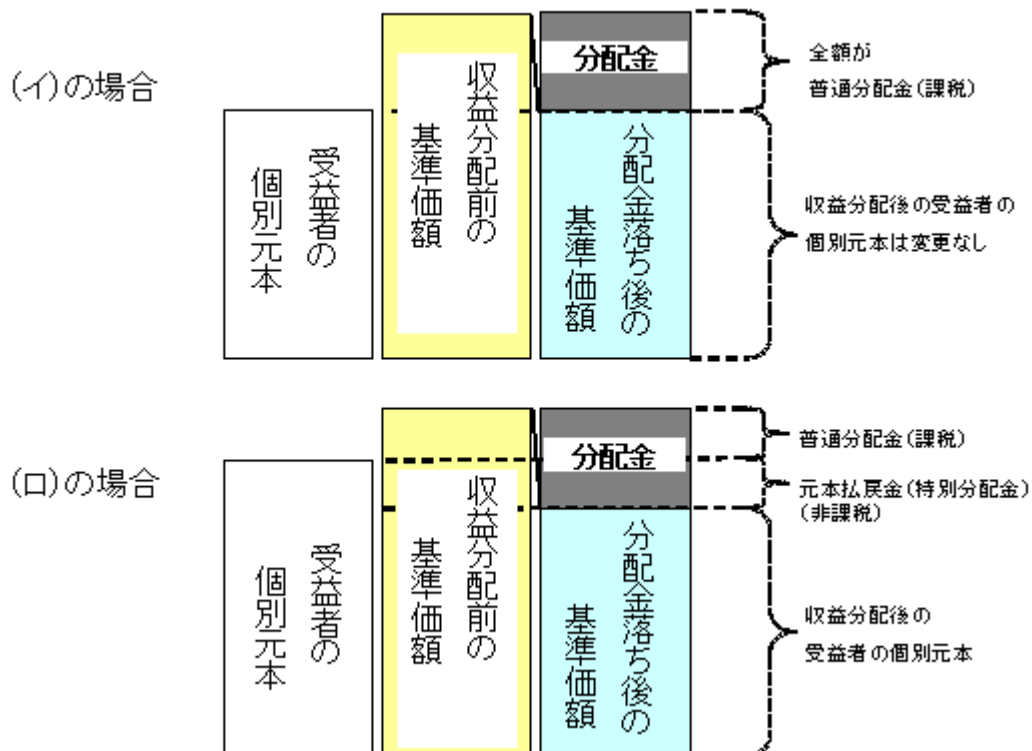 (イ)の場合
受益者の
個別元本
収益分配前の
基準価額
分配金
分配金落ち後の
基準価額
全額が
普通分配金(課税)
収益分配後の受益者の
個別元本は変更なし
(ロ)の場合
受益者の
個別元本
収益分配前の
基準価額
分配金
分配金落ち後の
基準価額
普通分配金(課税)
元本払戻金(特別分配金)
(非課税)
収益分配後の
受益者の個別元本